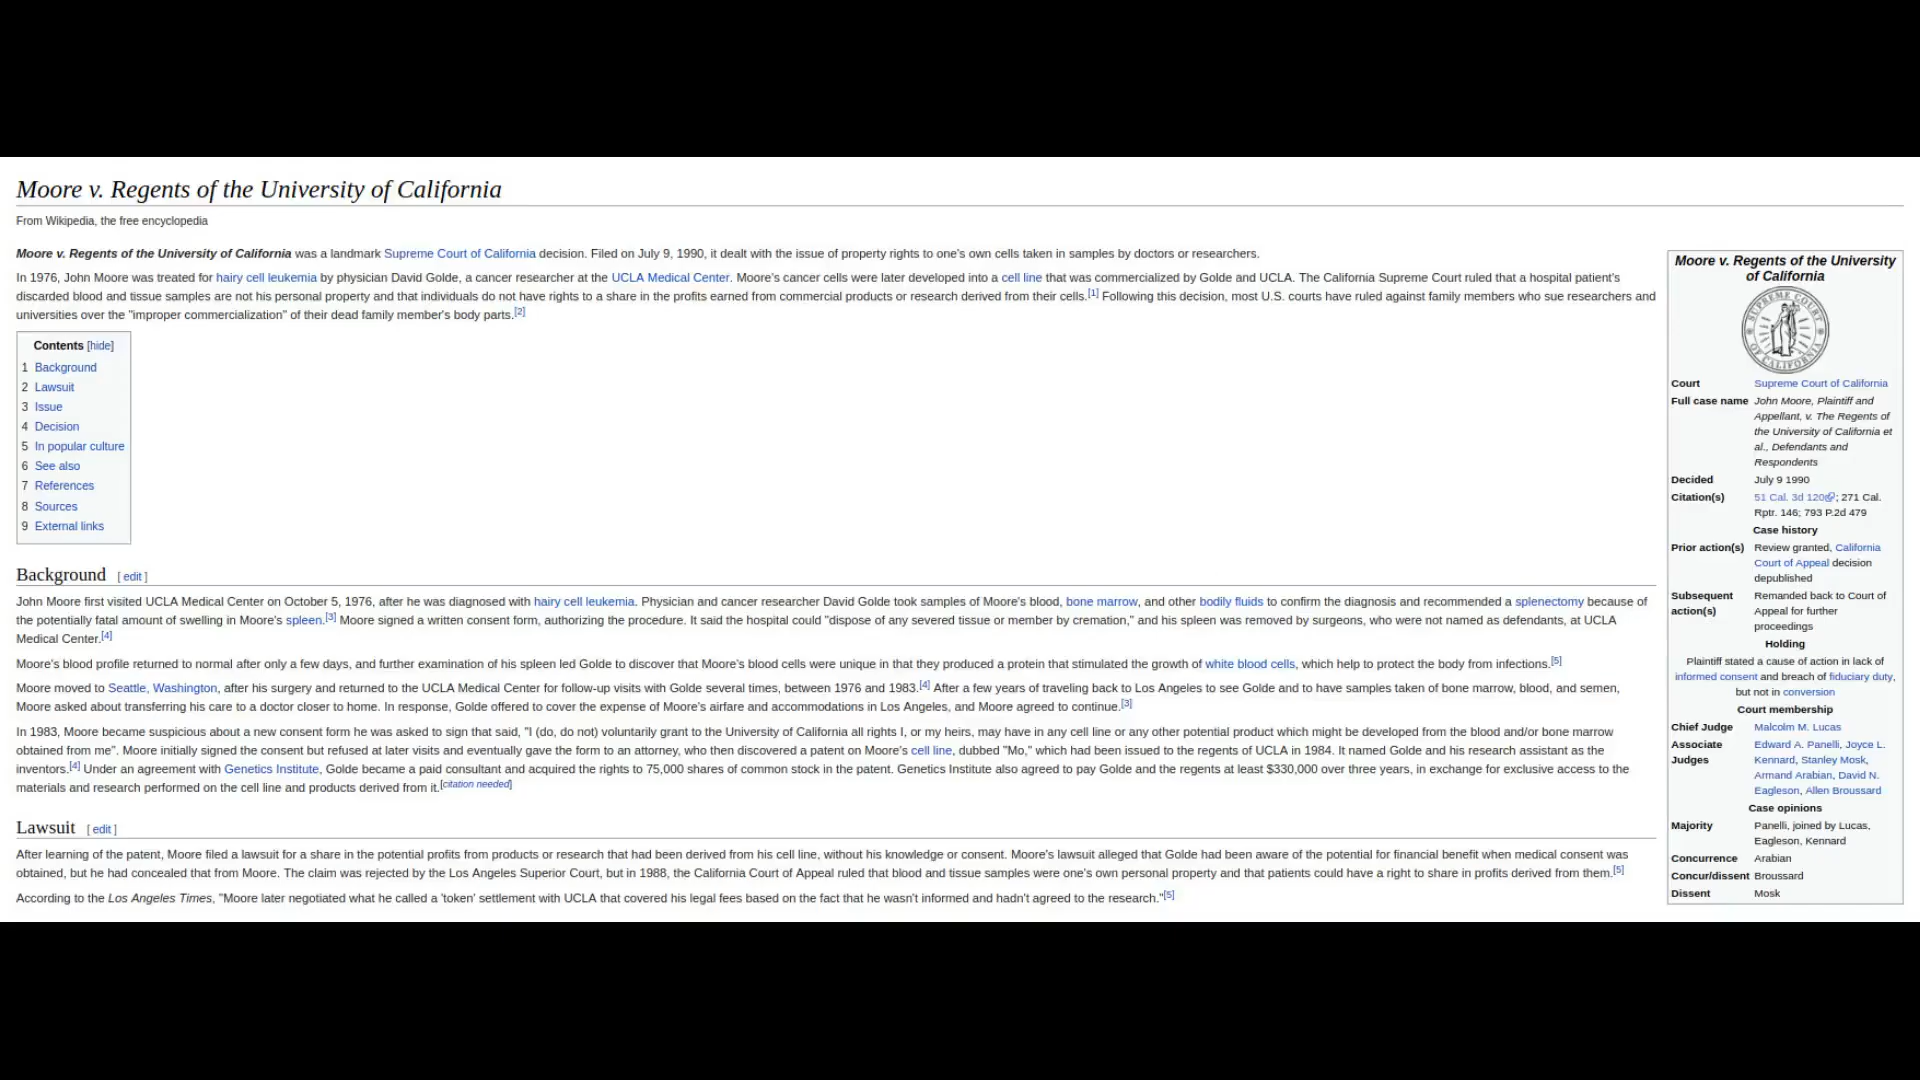 Moore v. Regents of the University of California
From Wikipedia, the free encyclopedia
Moore v. Regents of the University of California was a landmark Supreme Court of California decision. Filed on July 9, 1990, it dealt with the issue of property rights to one's own cells taken in samples by doctors or researchers.
In 1976, John Moore was treated for hairy cell leukemia by physician David Golde, a cancer researcher at the UCLA Medical Center. Moore's cancer cells were later developed into a cell line that was commercialized by Golde and UCLA. The California Supreme Court ruled that a hospital patient's
discarded blood and tissue samples are not his personal property and that individuals do not have rights to a share in the profits earned from commercial products or research derived from their cells.[1] Following this decision, most U.S. courts have ruled against family members who sue researchers and
universities over the "improper commercialization" of their dead family member's body parts.[2]
Contents [hide]
1 Background
2 Lawsuit
3 Issue
4 Decision
5 In popular culture
6 See also
7 References
8 Sources
9 External links
Background [ edit ]
John Moore first visited UCLA Medical Center on October 5, 1976, after he was diagnosed with hairy cell leukemia. Physician and cancer researcher David Golde took samples of Moore's blood, bone marrow, and other bodily fluids to confirm the diagnosis and recommended a splenectomy because of
the potentially fatal amount of swelling in Moore's spleen.[3] Moore signed a written consent form, authorizing the procedure. It said the hospital could "dispose of any severed tissue or member by cremation," and his spleen was removed by surgeons, who were not named as defendants, at UCLA
Medical Center.[4]
Moore's blood profile returned to normal after only a few days, and further examination of his spleen led Golde to discover that Moore's blood cells were unique in that they produced a protein that stimulated the growth of white blood cells, which help to protect the body from infections.[5]
Moore moved to Seattle, Washington, after his surgery and returned to the UCLA Medical Center for follow-up visits with Golde several times, between 1976 and 1983.[4] After a few years of traveling back to Los Angeles to see Golde and to have samples taken of bone marrow, blood, and semen,
Moore asked about transferring his care to a doctor closer to home. In response, Golde offered to cover the expense of Moore's airfare and accommodations in Los Angeles, and Moore agreed to continue.[3]
In 1983, Moore became suspicious about a new consent form he was asked to sign that said, "I (do, do not) voluntarily grant to the University of California all rights I, or my heirs, may have in any cell line or any other potential product which might be developed from the blood and/or bone marrow
obtained from me". Moore initially signed the consent but refused at later visits and eventually gave the form to an attorney, who then discovered a patent on Moore's cell line, dubbed "Mo," which had been issued to the regents of UCLA in 1984. It named Golde and his research assistant as the
inventors.[4] Under an agreement with Genetics Institute, Golde became a paid consultant and acquired the rights to 75,000 shares of common stock in the patent. Genetics Institute also agreed to pay Golde and the regents at least $330,000 over three years, in exchange for exclusive access to the
materials and research performed on the cell line and products derived from it.[citation needed]
Lawsuit [ edit ]
After learning of the patent, Moore filed a lawsuit for a share in the potential profits from products or research that had been derived from his cell line, without his knowledge or consent. Moore's lawsuit alleged that Golde had been aware of the potential for financial benefit when medical consent was
obtained, but he had concealed that from Moore. The claim was rejected by the Los Angeles Superior Court, but in 1988, the California Court of Appeal ruled that blood and tissue samples were one's own personal property and that patients could have a right to share in profits derived from them.[5]
According to the Los Angeles Times, "Moore later negotiated what he called a 'token' settlement with UCLA that covered his legal fees based on the fact that he wasn't informed and hadn't agreed to the research."[5]
Moore v. Regents of the University
of California
SUPREME COURT
OF CALIFORNIA
Court Supreme Court of California
Full case name John Moore, Plaintiff and
Appellant, v. The Regents of
the University of California et
al., Defendants and
Respondents
Decided July 9 1990
Citation(s) 51 Cal. 3d 120; 271 Cal.
Rptr. 146; 793 P.2d 479
Case history
Prior action(s) Review granted, California
Court of Appeal decision
depublished
Subsequent Remanded back to Court of
action(s) Appeal for further
proceedings
Holding
Plaintiff stated a cause of action in lack of
informed consent and breach of fiduciary duty,
but not in conversion
Court membership
Chief Judge Malcolm M. Lucas
Associate Edward A. Panelli, Joyce L.
Judges Kennard, Stanley Mosk,
Armand Arabian, David N.
Eagleson, Allen Broussard
Case opinions
Majority Panelli, joined by Lucas,
Eagleson, Kennard
Concurrence Arabian
Concur/dissent Broussard
Dissent Mosk